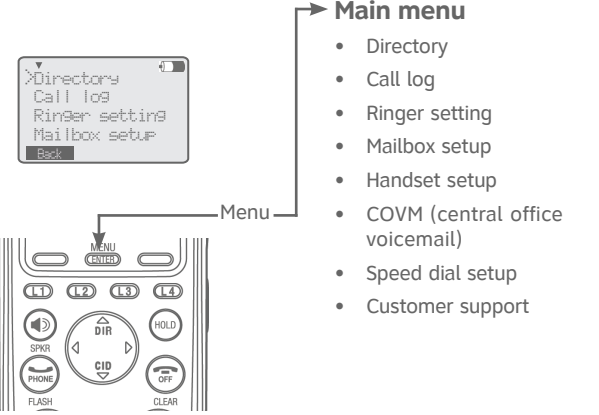 Main menu
• Directory
• Call log
• Ringer setting
• Mailbox setup
• Handset setup
• COVM (central office
voicemail)
• Speed dial setup
• Customer support
>Directory
Call log
Ringer setting
Mailbox setup
Back
Menu
MENU
ENTER
L1 L2 L3 L4
DIR
HOLD
SPKR
CID
PHONE
OFF
FLASH
CLEAR